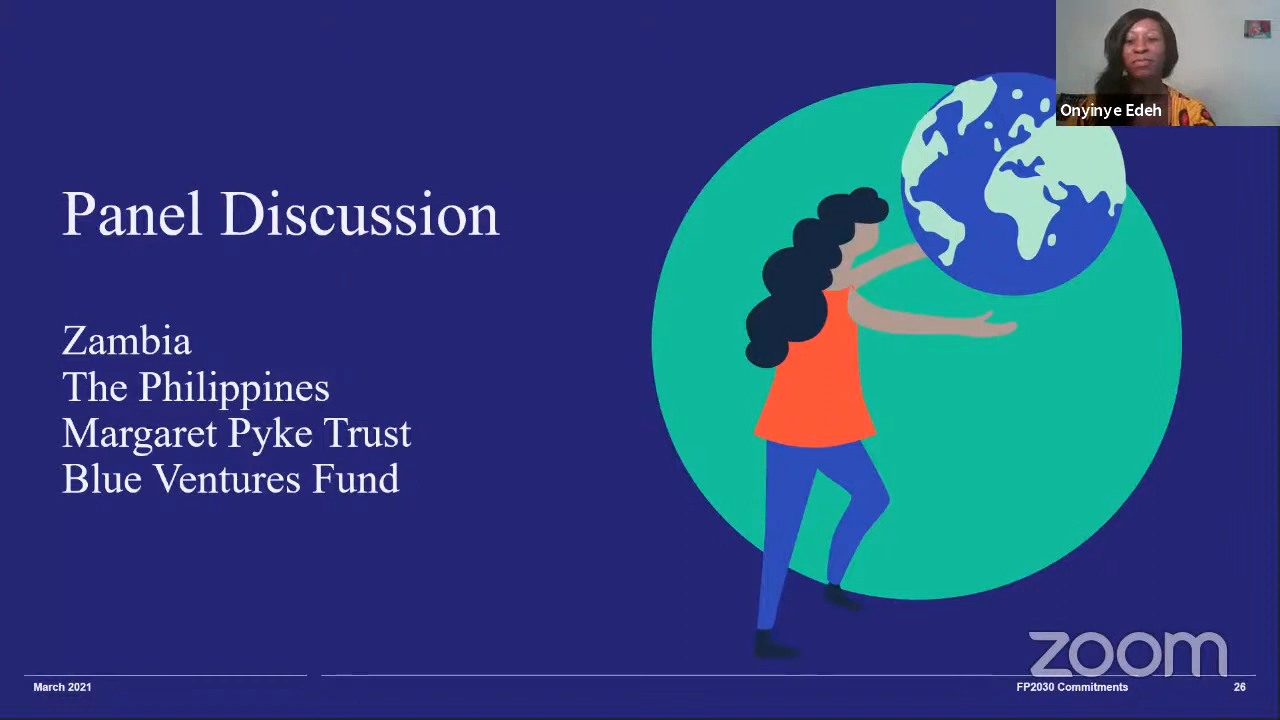 Onyinye Edeh
Panel Discussion
Zambia
The Philippines
Margaret Pyke Trust
Blue Ventures Fund
zoom
March 2021
FP2030 Commitments
26